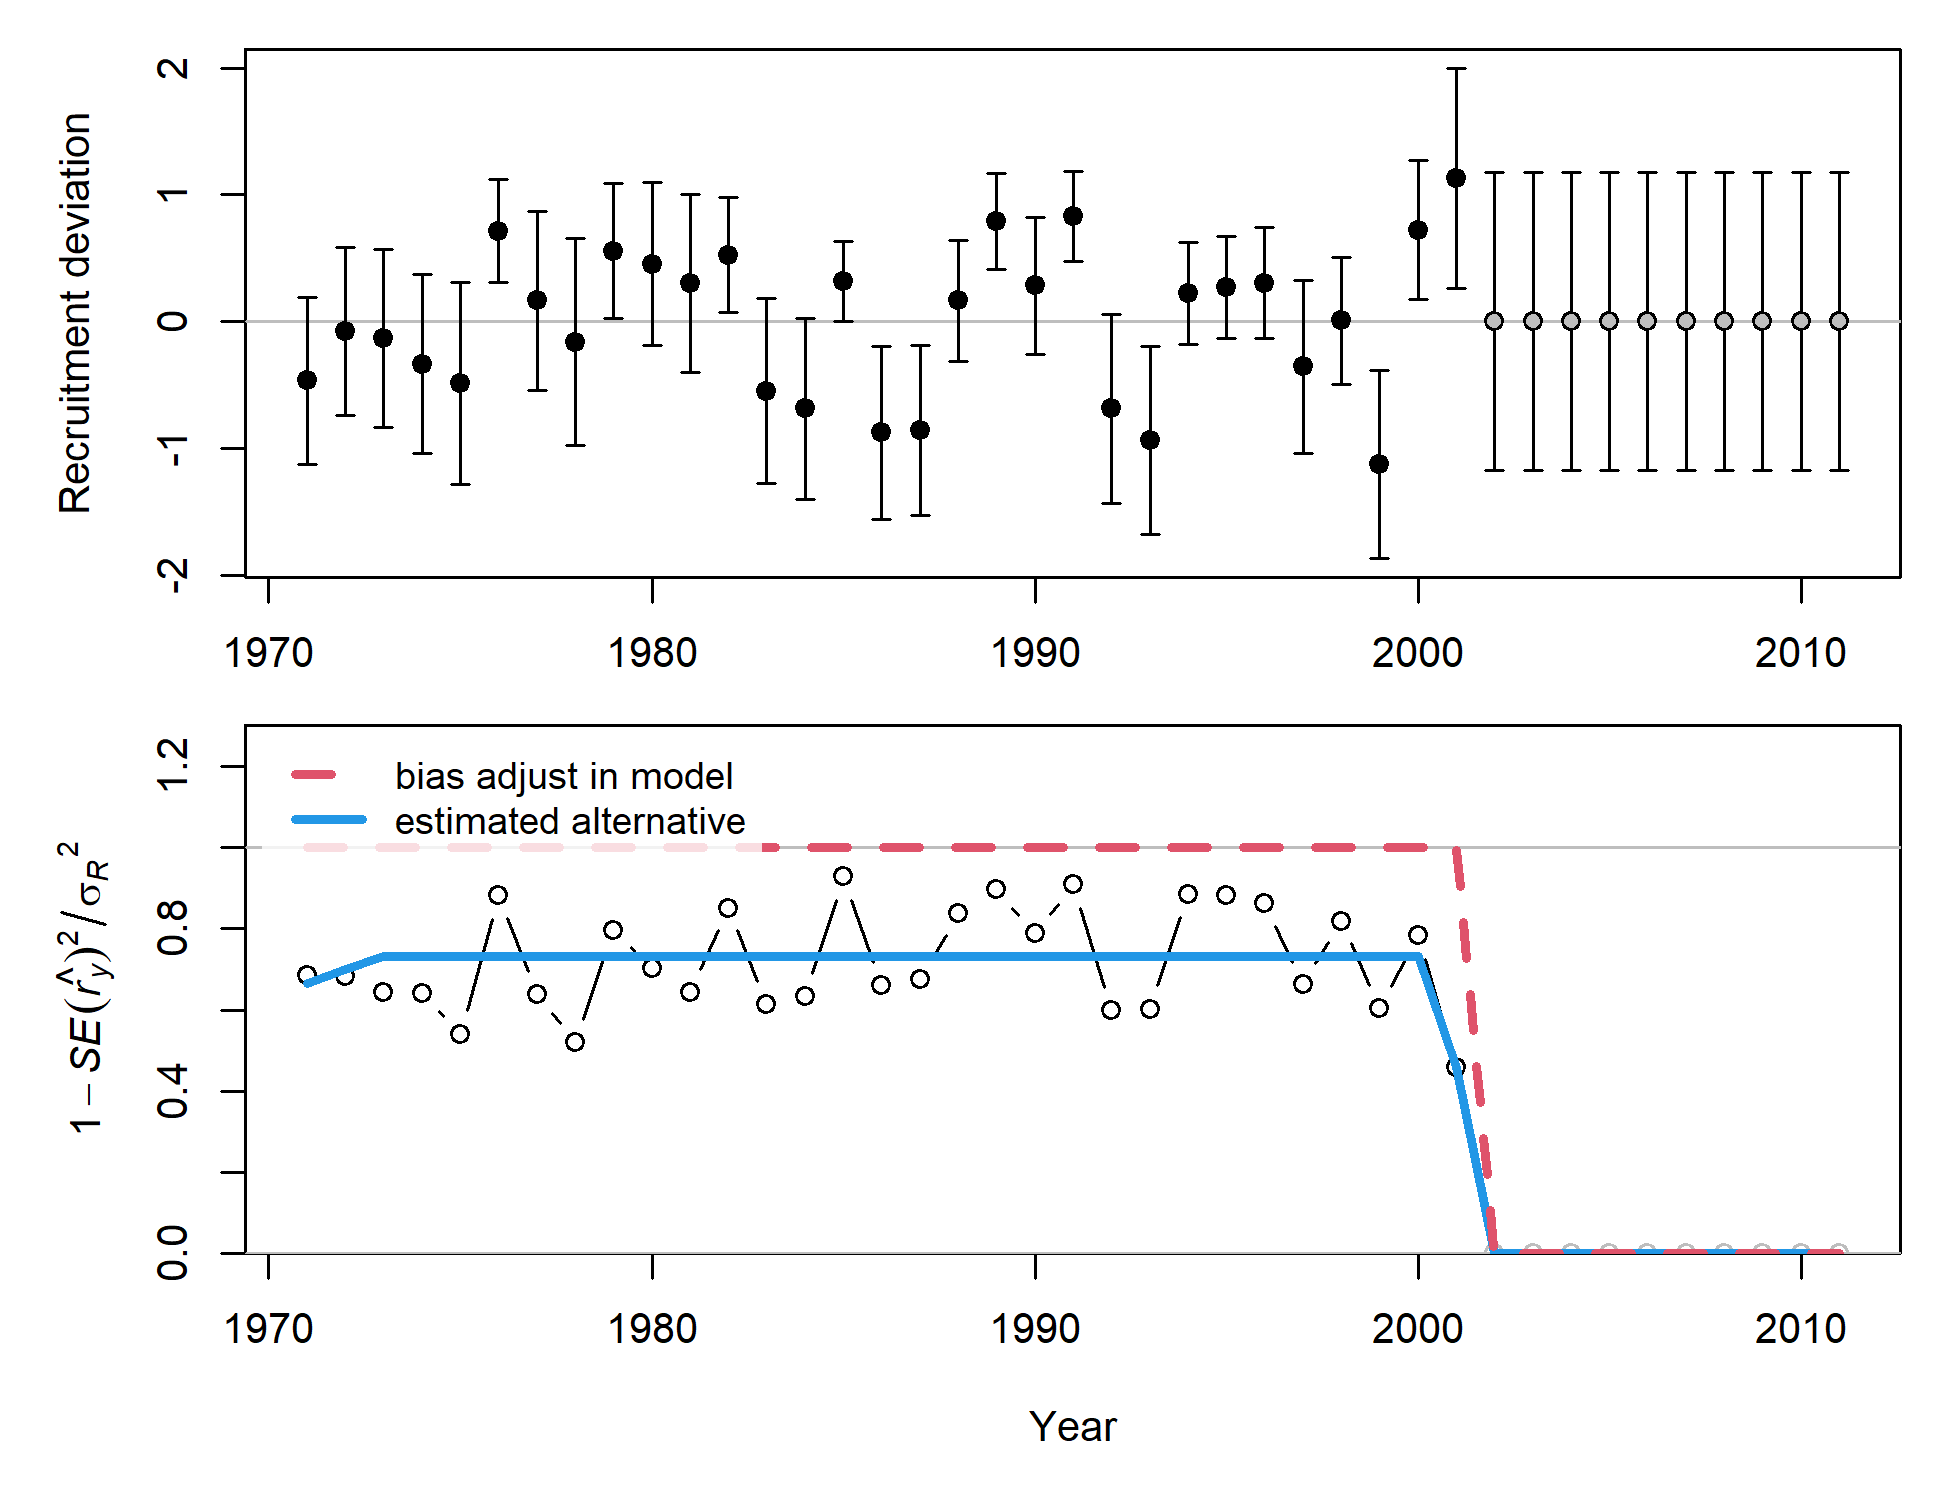 Recruitment deviation
2
1
0
-1
-2
1970 1980 1990 2000 2010
bias adjust in model
estimated alternative
1 − SE(r̂y)² / σR²
1.2
0.8
0.4
0.0
1970 1980 1990 2000 2010
Year